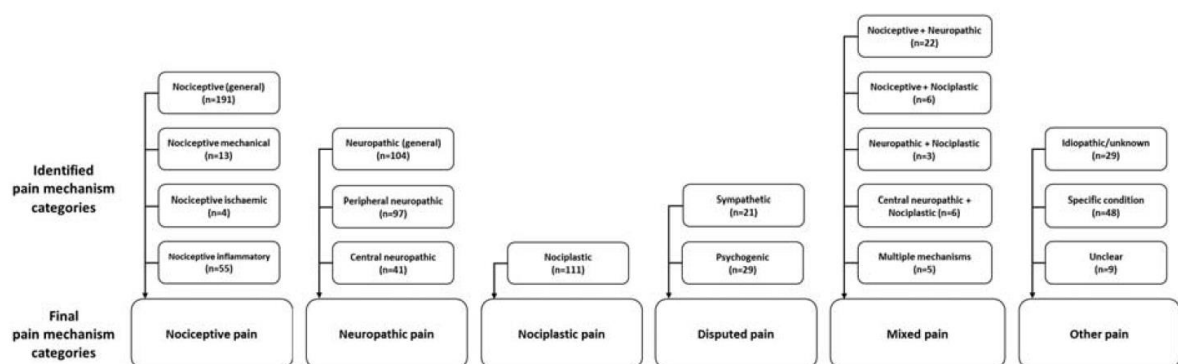 Identified
pain mechanism
categories
Nociceptive (general)
(n=191)
Nociceptive mechanical
(n=13)
Nociceptive ischaemic
(n=4)
Nociceptive inflammatory
(n=55)
Neuropathic (general)
(n=104)
Peripheral neuropathic
(n=97)
Central neuropathic
(n=41)
Nociplastic
(n=111)
Sympathetic
(n=21)
Psychogenic
(n=29)
Nociceptive + Neuropathic
(n=22)
Nociceptive + Nociplastic
(n=6)
Neuropathic + Nociplastic
(n=3)
Central neuropathic +
Nociplastic (n=6)
Multiple mechanisms
(n=5)
Idiopathic/unknown
(n=29)
Specific condition
(n=48)
Unclear
(n=9)
Final
pain mechanism
categories
Nociceptive pain
Neuropathic pain
Nociplastic pain
Disputed pain
Mixed pain
Other pain